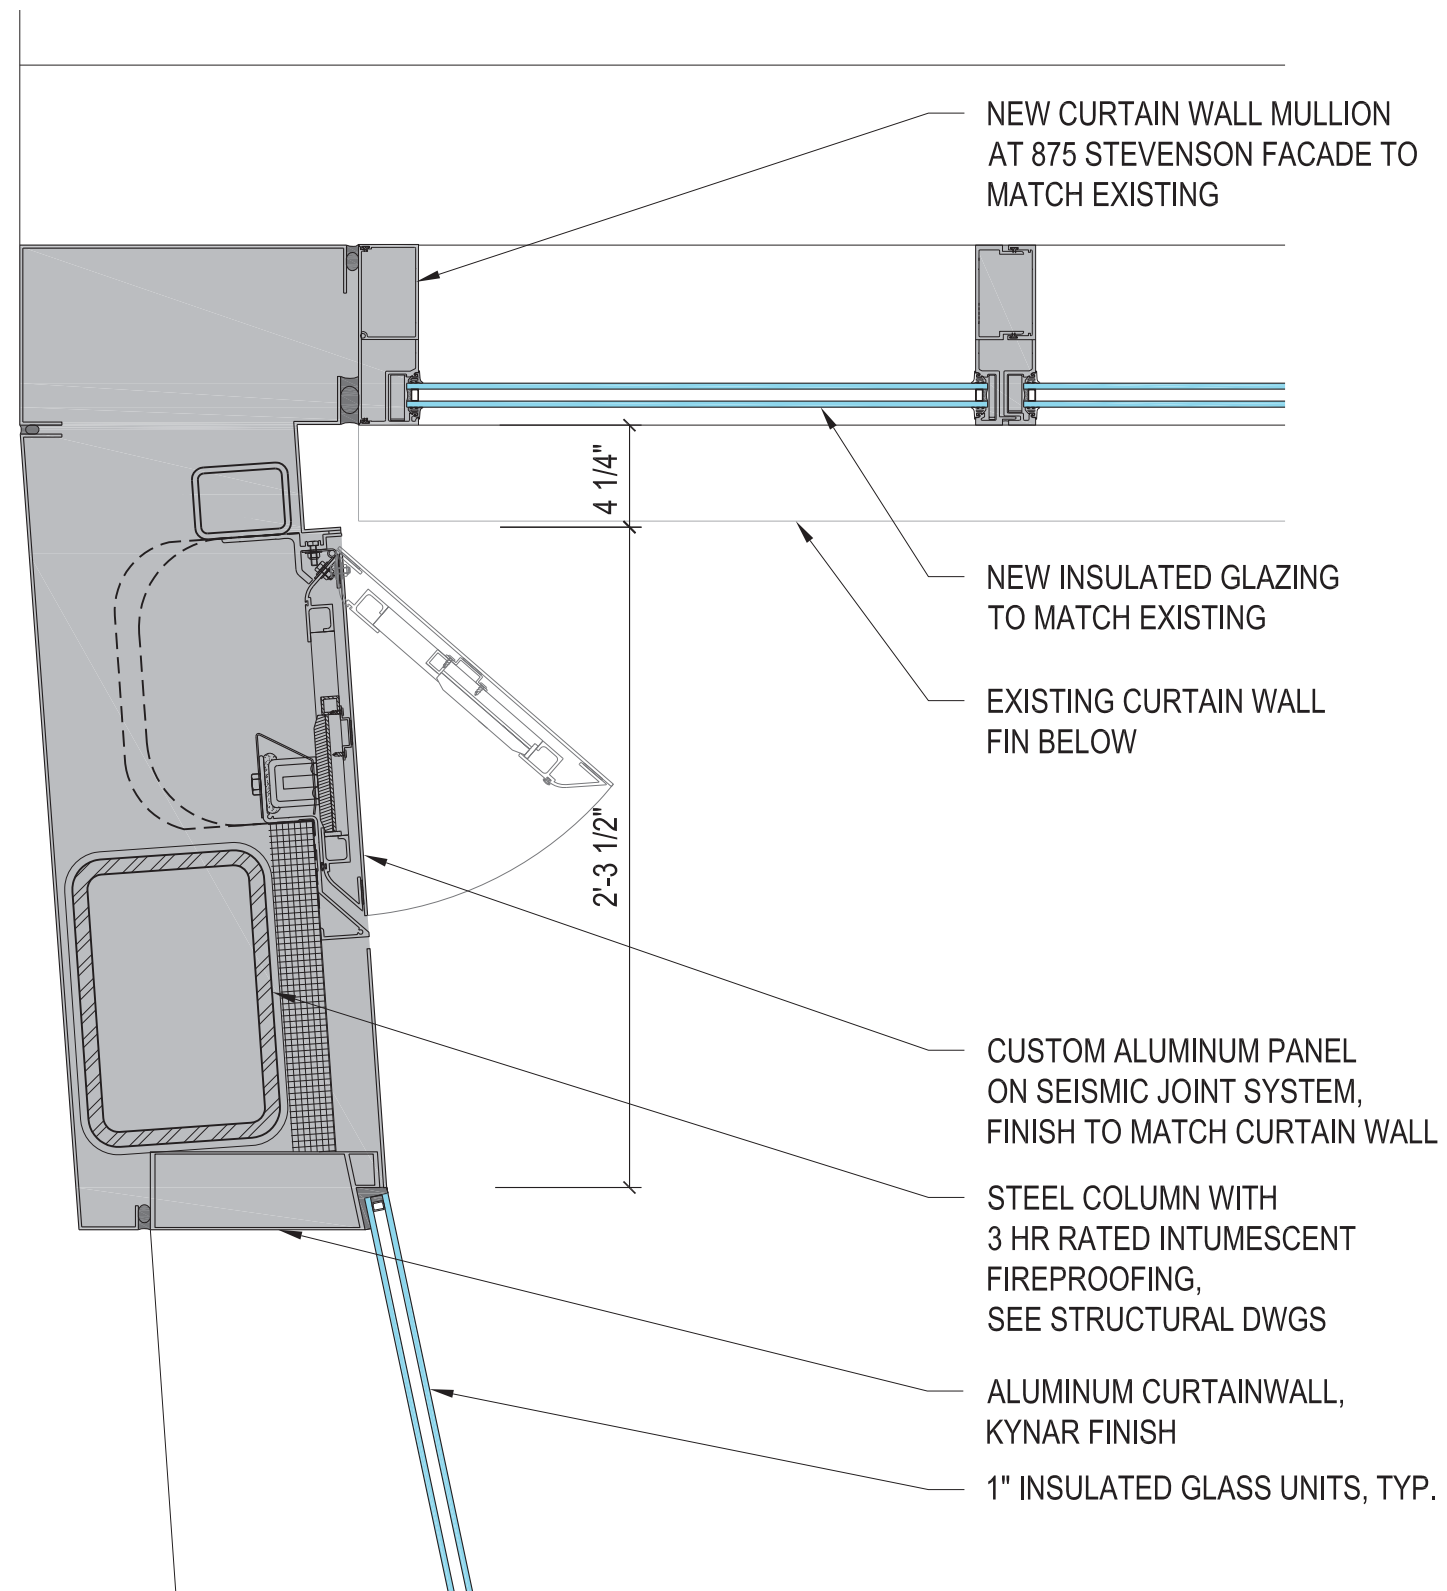 NEW CURTAIN WALL MULLION
AT 875 STEVENSON FACADE TO
MATCH EXISTING
4 1/4"
NEW INSULATED GLAZING
TO MATCH EXISTING
EXISTING CURTAIN WALL
FIN BELOW
2'-3 1/2"
CUSTOM ALUMINUM PANEL
ON SEISMIC JOINT SYSTEM,
FINISH TO MATCH CURTAIN WALL
STEEL COLUMN WITH
3 HR RATED INTUMESCENT
FIREPROOFING,
SEE STRUCTURAL DWGS
ALUMINUM CURTAINWALL,
KYNAR FINISH
1" INSULATED GLASS UNITS, TYP.